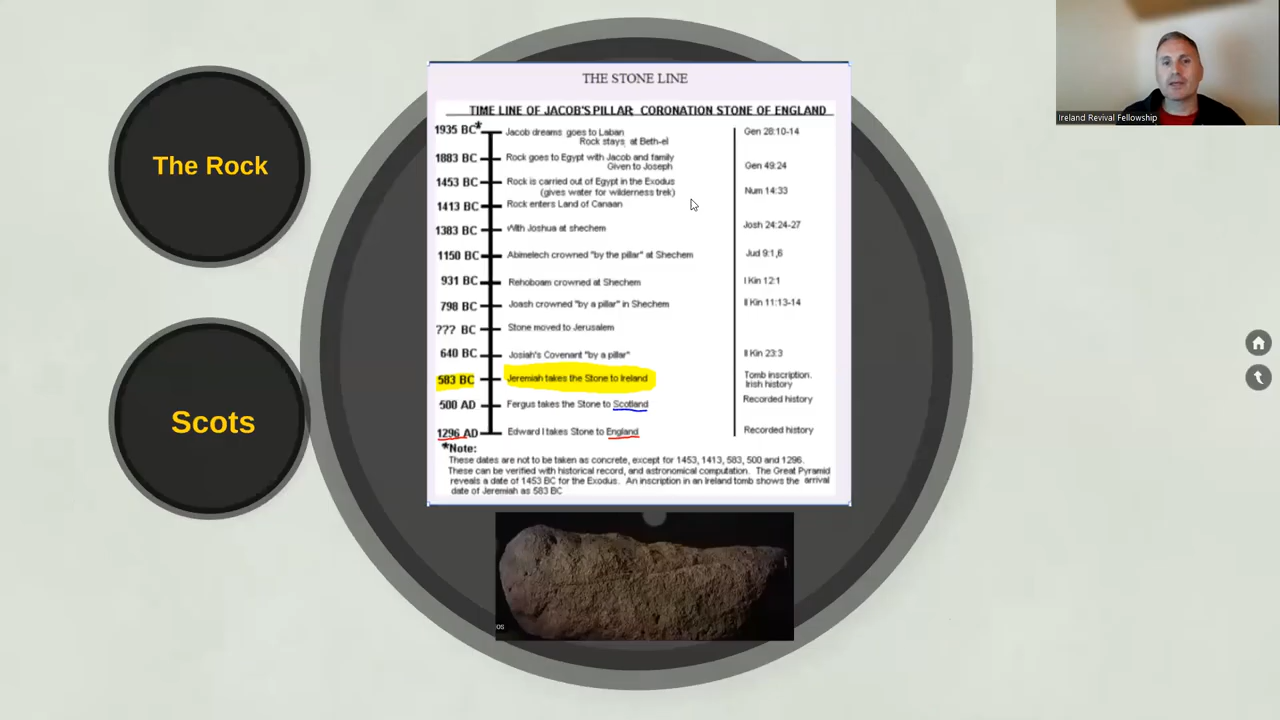 The Rock
Scots
THE STONE LINE
TIME LINE OF JACOB'S PILLAR, CORONATION STONE OF ENGLAND
1935 BC* Jacob dreams goes to Laban Gen 28:10-14
Rock stays at Beth-el
1883 BC Rock goes to Egypt with Jacob and family
Given to Joseph Gen 49:24
1453 BC Rock is carried out of Egypt in the Exodus
(gives water for wilderness trek) Num 14:33
1413 BC Rock enters Land of Canaan
1383 BC With Joshua at shechem Josh 24:24-27
1150 BC Abimelech crowned "by the pillar" at Shechem Jud 9:1,6
931 BC Rehoboam crowned at Shechem I Kin 12:1
798 BC Joash crowned "by a pillar" in Shechem II Kin 11:13-14
??? BC Stone moved to Jerusalem
640 BC Josiah's Covenant "by a pillar" II Kin 23:3
583 BC Jeremiah takes the Stone to Ireland Tomb inscription.
Irish history
500 AD Fergus takes the Stone to Scotland Recorded history
1296 AD Edward I takes Stone to England Recorded history
*Note:
These dates are not to be taken as concrete, except for 1453, 1413, 583, 500 and 1296.
These can be verified with historical record, and astronomical computation. The Great Pyramid
reveals a date of 1453 BC for the Exodus. An inscription in an Ireland tomb shows the arrival
date of Jeremiah as 583 BC
os
Ireland Revival Fellowship